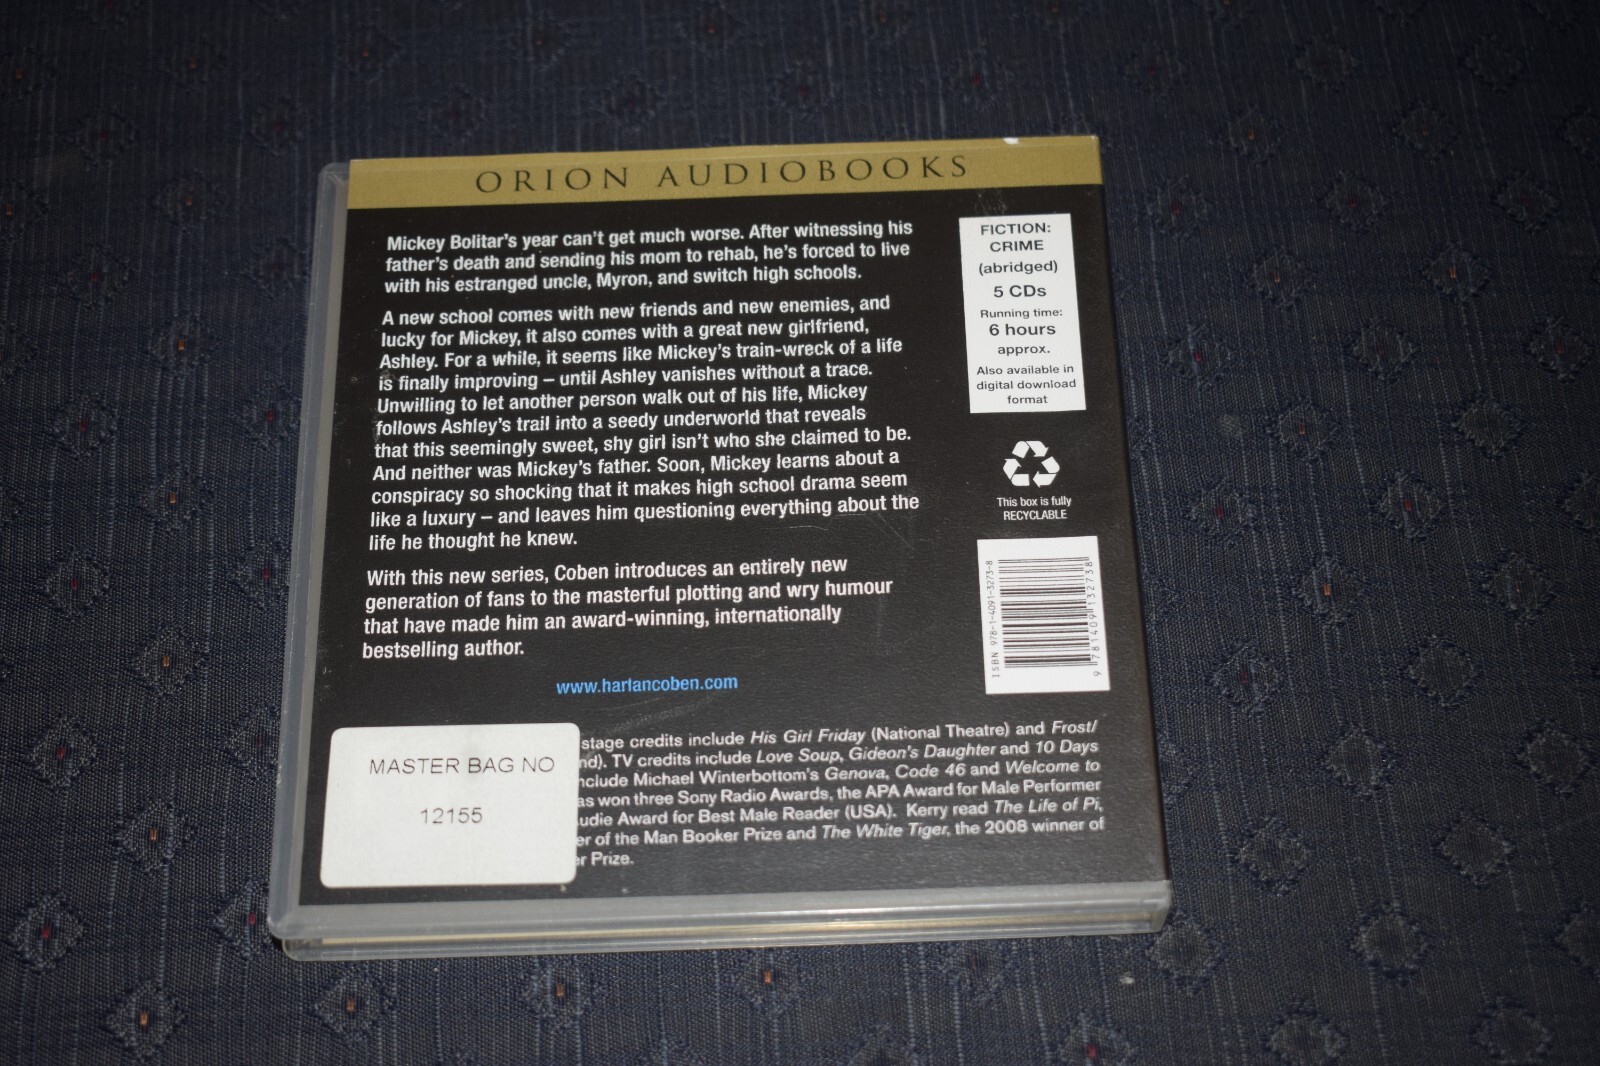 ORION AUDIOBOOKS
Mickey Bolitar's year can't get much worse. After witnessing his
father's death and sending his mom to rehab, he's forced to live
with his estranged uncle, Myron, and switch high schools.
A new school comes with new friends and new enemies, and
lucky for Mickey, it also comes with a great new girlfriend,
Ashley. For a while, it seems like Mickey's train-wreck of a life
is finally improving – until Ashley vanishes without a trace.
Unwilling to let another person walk out of his life, Mickey
follows Ashley's trail into a seedy underworld that reveals
that this seemingly sweet, shy girl isn't who she claimed to be.
And neither was Mickey's father. Soon, Mickey learns about a
conspiracy so shocking that it makes high school drama seem
like a luxury – and leaves him questioning everything about the
life he thought he knew.
With this new series, Coben introduces an entirely new
generation of fans to the masterful plotting and wry humour
that have made him an award-winning, internationally
bestselling author.
www.harlancoben.com
FICTION:
CRIME
(abridged)
5 CDs
Running time:
6 hours
approx.
Also available in
digital download
format
This box is fully
RECYCLABLE
ISBN 978-1-4091-3273-8
9 781409 132738
MASTER BAG NO
12155
stage credits include His Girl Friday (National Theatre) and Frost/
nd). TV credits include Love Soup, Gideon's Daughter and 10 Days
nclude Michael Winterbottom's Genova, Code 46 and Welcome to
as won three Sony Radio Awards, the APA Award for Male Performer
udie Award for Best Male Reader (USA). Kerry read The Life of Pi,
er of the Man Booker Prize and The White Tiger, the 2008 winner of
er Prize.